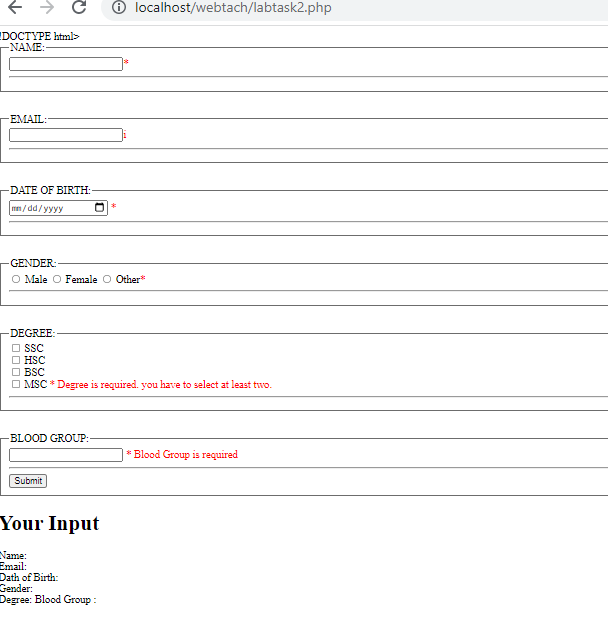 localhost/webtach/labtask2.php
!DOCTYPE html>
NAME:
*
EMAIL:
i
DATE OF BIRTH:
mm/dd/yyyy *
GENDER:
Male Female Other*
DEGREE:
SSC
HSC
BSC
MSC * Degree is required. you have to select at least two.
BLOOD GROUP:
* Blood Group is required
Submit
Your Input
Name:
Email:
Dath of Birth:
Gender:
Degree: Blood Group :